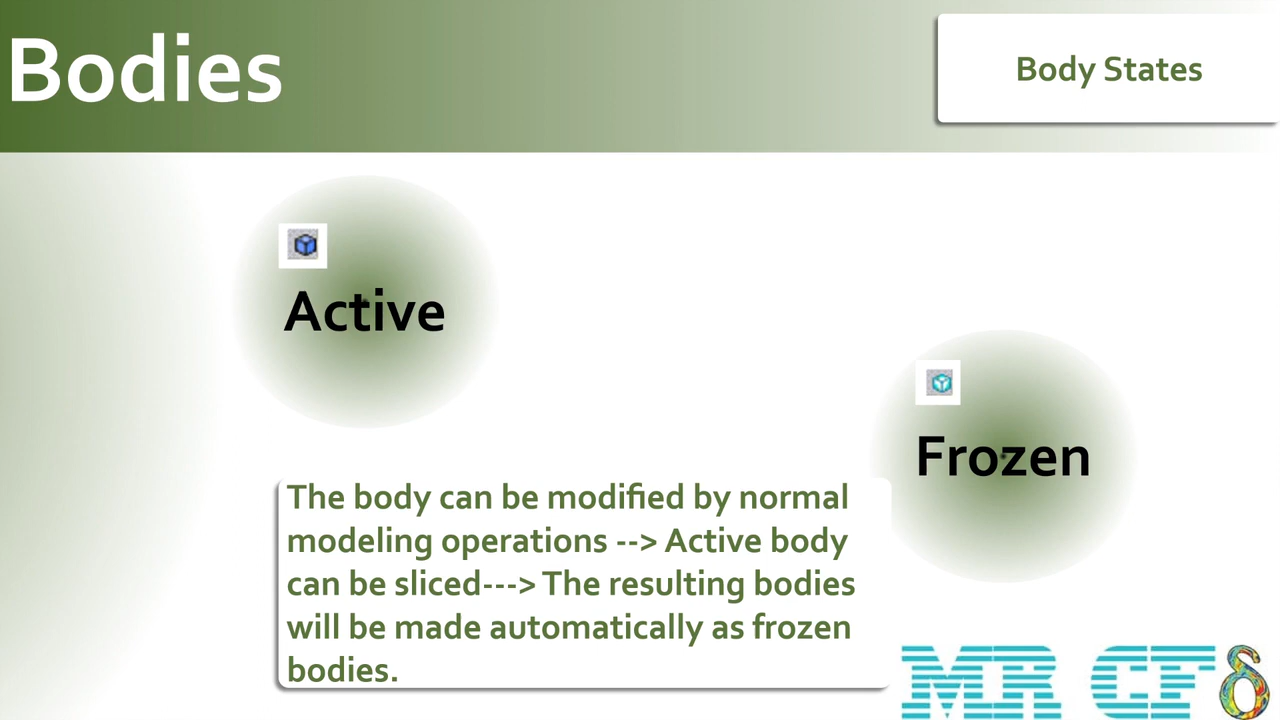 Bodies
Body States
Active
Frozen
The body can be modified by normal
modeling operations --> Active body
can be sliced---> The resulting bodies
will be made automatically as frozen
bodies.
MR CFδ